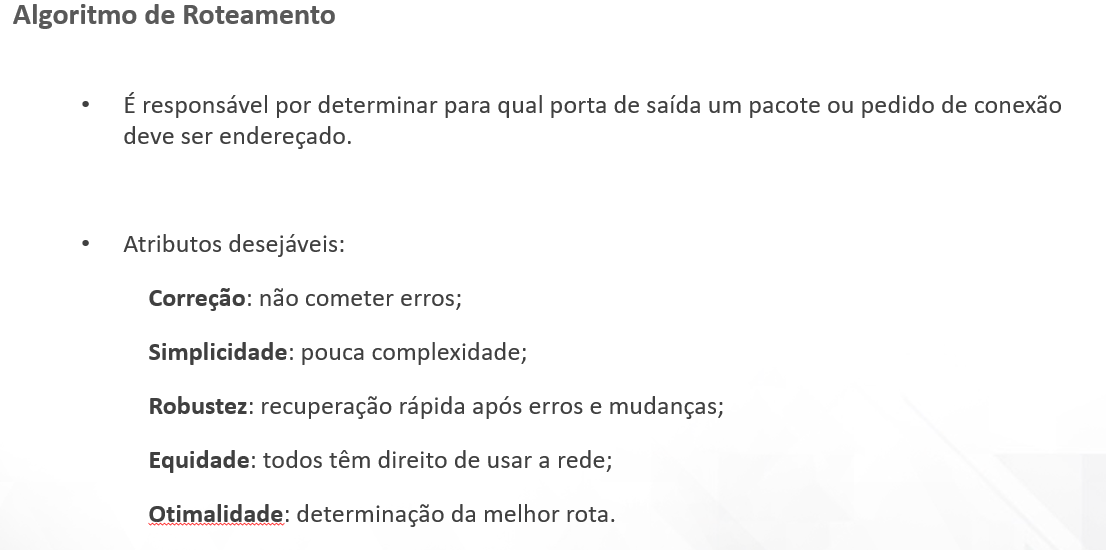 Algoritmo de Roteamento
• É responsável por determinar para qual porta de saída um pacote ou pedido de conexão
deve ser endereçado.
• Atributos desejáveis:
Correção: não cometer erros;
Simplicidade: pouca complexidade;
Robustez: recuperação rápida após erros e mudanças;
Equidade: todos têm direito de usar a rede;
Otimalidade: determinação da melhor rota.